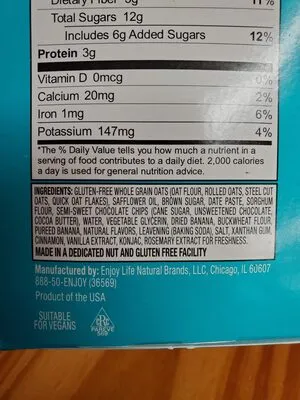 Dietary Fiber 3g 11%
Total Sugars 12g
Includes 6g Added Sugars 12%
Protein 3g
Vitamin D 0mcg 0%
Calcium 20mg 2%
Iron 1mg 6%
Potassium 147mg 4%
*The % Daily Value tells you how much a nutrient in a
serving of food contributes to a daily diet. 2,000 calories
a day is used for general nutrition advice.
INGREDIENTS: GLUTEN-FREE WHOLE GRAIN OATS (OAT FLOUR, ROLLED OATS, STEEL CUT
OATS, QUICK OAT FLAKES), SAFFLOWER OIL, BROWN SUGAR, DATE PASTE, SORGHUM
FLOUR, SEMI-SWEET CHOCOLATE CHIPS (CANE SUGAR, UNSWEETENED CHOCOLATE,
COCOA BUTTER), WATER, VEGETABLE GLYCERIN, DRIED BANANA, BUCKWHEAT FLOUR,
PUREED BANANA, NATURAL FLAVORS, LEAVENING (BAKING SODA), SALT, XANTHAN GUM,
CINNAMON, VANILLA EXTRACT, KONJAC, ROSEMARY EXTRACT FOR FRESHNESS.
MADE IN A DEDICATED NUT AND GLUTEN FREE FACILITY
Manufactured by: Enjoy Life Natural Brands, LLC, Chicago, IL 60607
888-50-ENJOY (36569)
Product of the USA
SUITABLE
FOR VEGANS
PAREVE